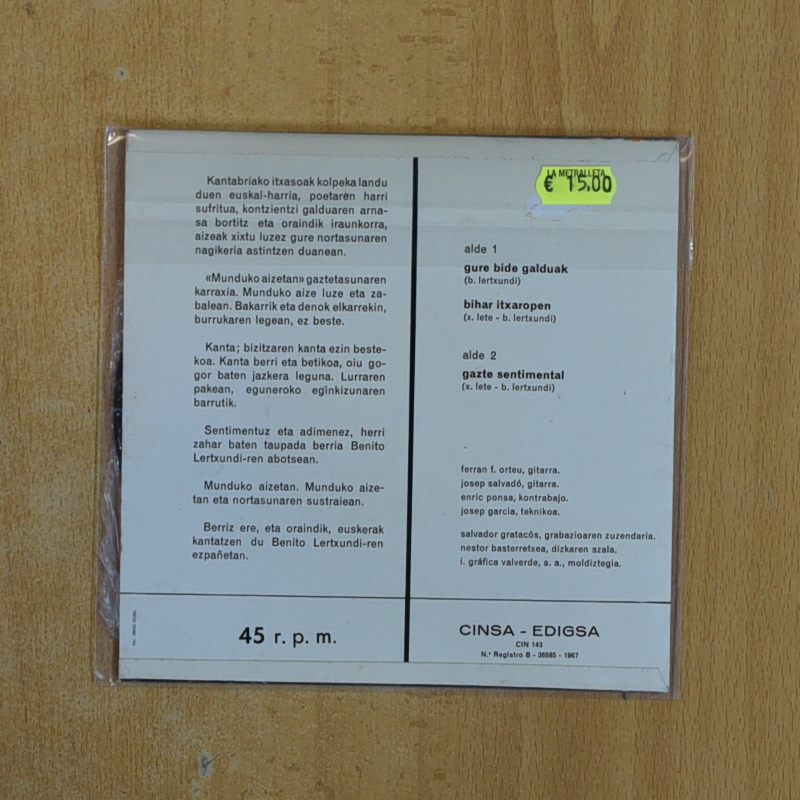 Kantabriako itxasoak kolpeka landu
duen euskal-harria, poetaren harri
sufritua, kontzientzi galduaren arna-
sa bortitz eta oraindik iraunkorra,
aizeak xixtu luzez gure nortasunaren
nagikeria astintzen duanean.
«Munduko aizetan» gaztetasunaren
karraxia. Munduko aize luze eta za-
balean. Bakarrik eta denok elkarrekin,
burrukaren legean, ez beste.
Kanta; bizitzaren kanta ezin beste-
koa. Kanta berri eta betikoa, oiu go-
gor baten jazkera leguna. Lurraren
pakean, eguneroko eginkizunaren
barrutik.
Sentimentuz eta adimenez, herri
zahar baten taupada berria Benito
Lertxundi-ren abotsean.
Munduko aizetan. Munduko aize-
tan eta nortasunaren sustraiean.
Berriz ere, eta oraindik, euskerak
kantatzen du Benito Lertxundi-ren
ezpañetan.
45 r. p. m.
LA METRALLETA
€ 15,00
alde 1
gure bide galduak
(b. lertxundi)
bihar itxaropen
(x. lete - b. lertxundi)
alde 2
gazte sentimental
(x. lete - b. lertxundi)
ferran f. orteu, gitarra.
josep salvadó, gitarra.
enric ponsa, kontrabajo.
josep garcia, teknikoa.
salvador gratacós, grabazioaren zuzendaria.
nestor basterretxea, dizkaren azala.
i. gráfica valverde, s. a., moldiztegia.
CINSA - EDIGSA
CIN 143
N.º Registro B - 36585 - 1967